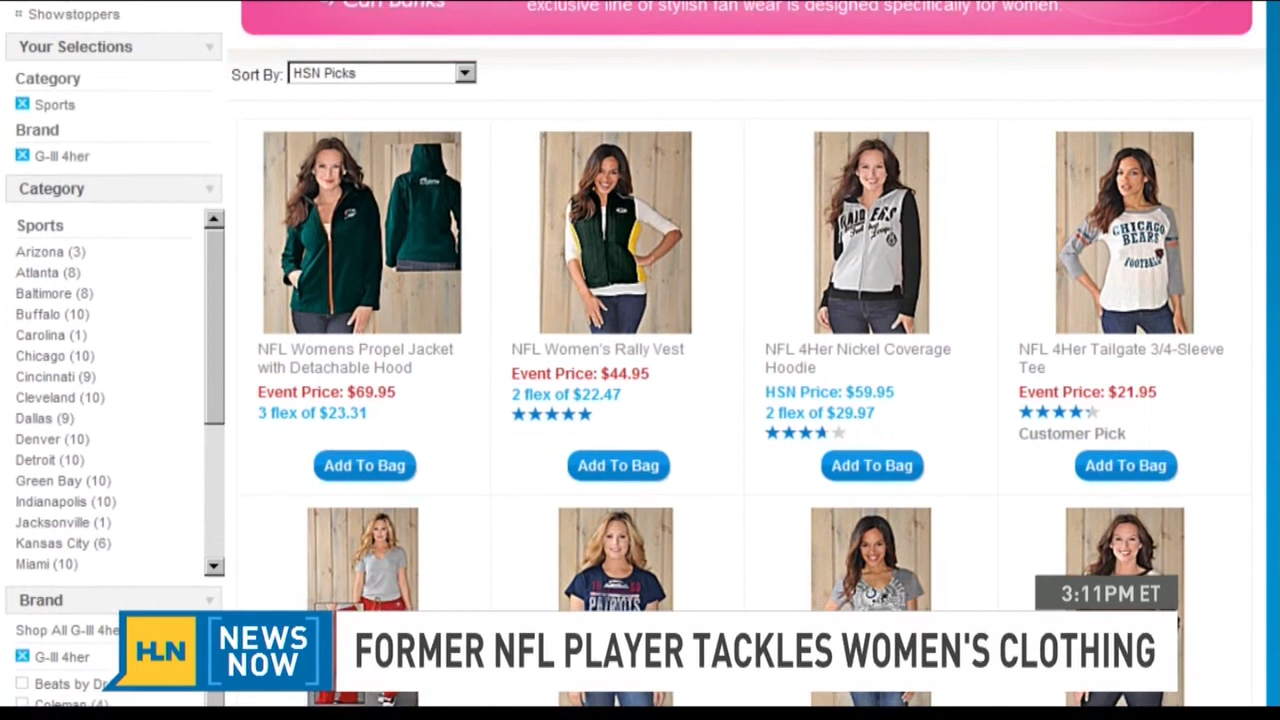 Showstoppers
Your Selections
Category
Sports
Brand
G-III 4her
Category
Sports
Arizona (3)
Atlanta (8)
Baltimore (8)
Buffalo (10)
Carolina (1)
Chicago (10)
Cincinnati (9)
Cleveland (10)
Dallas (9)
Denver (10)
Detroit (10)
Green Bay (10)
Indianapolis (10)
Jacksonville (1)
Kansas City (6)
Miami (10)
Brand
Shop All G-III 4he
G-III 4her
Beats by Dr
Coleman (4)
exclusive line of stylish fan wear is designed specifically for women.
Sort By: HSN Picks
RAIDERS
CHICAGO
BEARS
FOOTBALL
NFL Womens Propel Jacket
with Detachable Hood
Event Price: $69.95
3 flex of $23.31
Add To Bag
NFL Women's Rally Vest
Event Price: $44.95
2 flex of $22.47
Add To Bag
NFL 4Her Nickel Coverage
Hoodie
HSN Price: $59.95
2 flex of $29.97
Add To Bag
NFL 4Her Tailgate 3/4-Sleeve
Tee
Event Price: $21.95
Customer Pick
Add To Bag
PATRIOTS
3:11PM ET
HLN
NEWS
NOW
FORMER NFL PLAYER TACKLES WOMEN'S CLOTHING